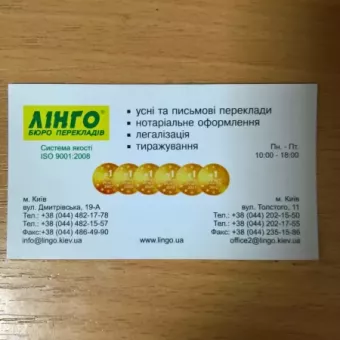 ЛІНГО®
БЮРО ПЕРЕКЛАДІВ
Система якості
ISO 9001:2008
▪ усні та письмові переклади
▪ нотаріальне оформлення
▪ легалізація
▪ тиражування
Пн. - Пт.
10:00 - 18:00
м. Київ
вул. Дмитрівська, 19-А
Тел.: +38 (044) 482-17-78
Тел.: +38 (044) 482-15-57
Факс:+38 (044) 486-49-90
info@lingo.kiev.ua
www.lingo.ua
м. Київ
вул. Толстого, 11
Тел.: +38 (044) 202-15-50
Тел.: +38 (044) 202-17-55
Факс: +38 (044) 235-15-86
office2@lingo.kiev.ua